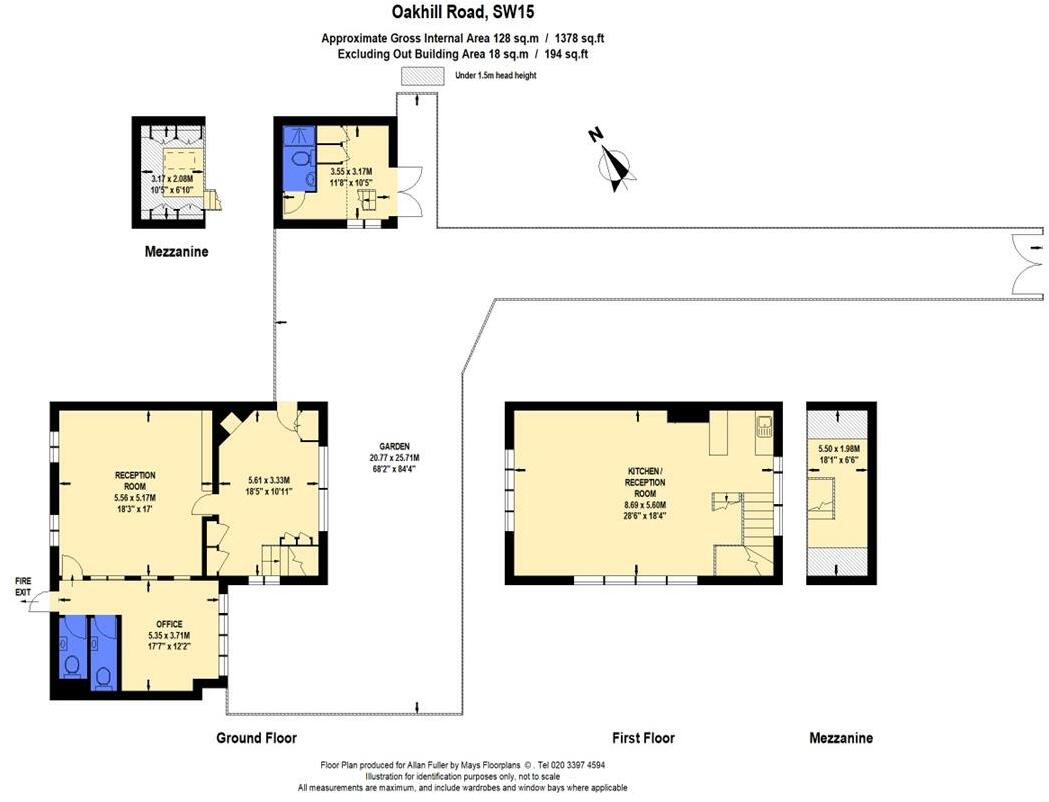 Oakhill Road, SW15
Approximate Gross Internal Area 128 sq.m / 1378 sq.ft
Excluding Out Building Area 18 sq.m / 194 sq.ft
Under 1.5m head height
N
3.17 x 2.08M
10'5" x 6'10"
Mezzanine
3.55 x 3.17M
11'8" x 10'5"
RECEPTION
ROOM
5.56 x 5.17M
18'3" x 17'
5.61 x 3.33M
18'5" x 10'11"
GARDEN
20.77 x 25.71M
68'2" x 84'4"
FIRE
EXIT
OFFICE
5.35 x 3.71M
17'7" x 12'2"
Ground Floor
KITCHEN /
RECEPTION
ROOM
8.69 x 5.60M
28'6" x 18'4"
First Floor
5.50 x 1.98M
18'1" x 6'6"
Mezzanine
Floor Plan produced for Allan Fuller by Mays Floorplans © . Tel 020 3397 4594
Illustration for identification purposes only, not to scale
All measurements are maximum, and include wardrobes and window bays where applicable